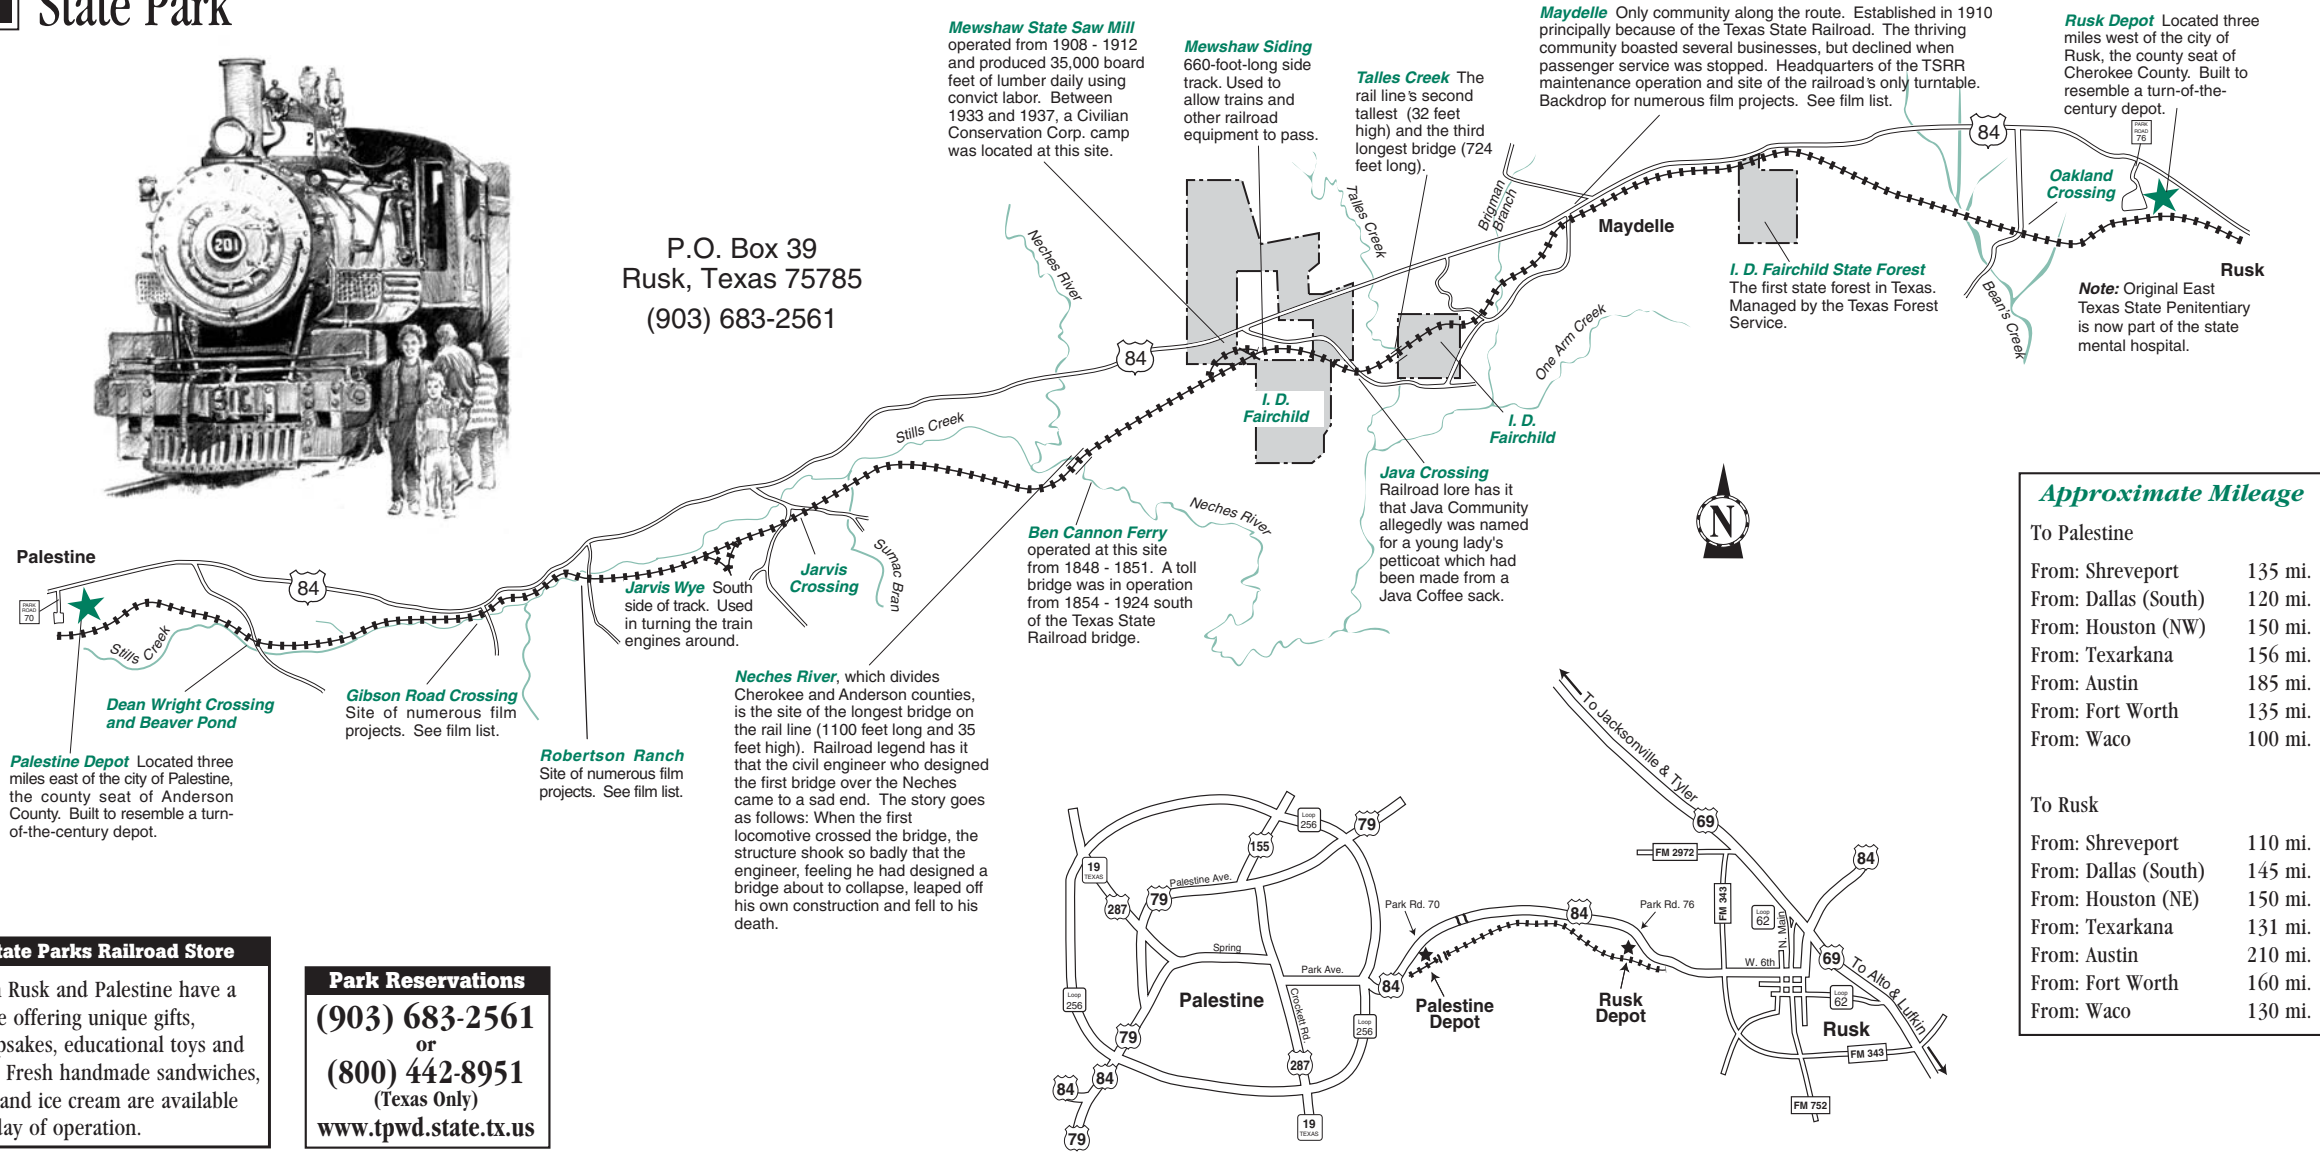 State Park
P.O. Box 39
Rusk, Texas 75785
(903) 683-2561
201
Mewshaw State Saw Mill
operated from 1908 - 1912
and produced 35,000 board
feet of lumber daily using
convict labor. Between
1933 and 1937, a Civilian
Conservation Corp. camp
was located at this site.
Mewshaw Siding
660-foot-long side
track. Used to
allow trains and
other railroad
equipment to pass.
Talles Creek The
rail line's second
tallest (32 feet
high) and the third
longest bridge (724
feet long).
Maydelle Only community along the route. Established in 1910
principally because of the Texas State Railroad. The thriving
community boasted several businesses, but declined when
passenger service was stopped. Headquarters of the TSRR
maintenance operation and site of the railroad's only turntable.
Backdrop for numerous film projects. See film list.
Rusk Depot Located three
miles west of the city of
Rusk, the county seat of
Cherokee County. Built to
resemble a turn-of-the-
century depot.
PARK
ROAD
76
84
Oakland
Crossing
Neches River
Talles Creek
Brigman
Branch
Maydelle
I. D. Fairchild State Forest
The first state forest in Texas.
Managed by the Texas Forest
Service.
Bean's Creek
Rusk
Note: Original East
Texas State Penitentiary
is now part of the state
mental hospital.
84
One Arm Creek
I. D.
Fairchild
I. D.
Fairchild
Stills Creek
Java Crossing
Railroad lore has it
that Java Community
allegedly was named
for a young lady's
petticoat which had
been made from a
Java Coffee sack.
Neches River
Ben Cannon Ferry
operated at this site
from 1848 - 1851. A toll
bridge was in operation
from 1854 - 1924 south
of the Texas State
Railroad bridge.
N
Palestine
PARK
ROAD
70
84
Stills Creek
Sumac Bran
Jarvis
Crossing
Jarvis Wye South
side of track. Used
in turning the train
engines around.
Dean Wright Crossing
and Beaver Pond
Gibson Road Crossing
Site of numerous film
projects. See film list.
Robertson Ranch
Site of numerous film
projects. See film list.
Palestine Depot Located three
miles east of the city of Palestine,
the county seat of Anderson
County. Built to resemble a turn-
of-the-century depot.
Neches River, which divides
Cherokee and Anderson counties,
is the site of the longest bridge on
the rail line (1100 feet long and 35
feet high). Railroad legend has it
that the civil engineer who designed
the first bridge over the Neches
came to a sad end. The story goes
as follows: When the first
locomotive crossed the bridge, the
structure shook so badly that the
engineer, feeling he had designed a
bridge about to collapse, leaped off
his own construction and fell to his
death.
Approximate Mileage
To Palestine
From: Shreveport 135 mi.
From: Dallas (South) 120 mi.
From: Houston (NW) 150 mi.
From: Texarkana 156 mi.
From: Austin 185 mi.
From: Fort Worth 135 mi.
From: Waco 100 mi.
To Rusk
From: Shreveport 110 mi.
From: Dallas (South) 145 mi.
From: Houston (NE) 150 mi.
From: Texarkana 131 mi.
From: Austin 210 mi.
From: Fort Worth 160 mi.
From: Waco 130 mi.
tate Parks Railroad Store
Rusk and Palestine have a
e offering unique gifts,
psakes, educational toys and
Fresh handmade sandwiches,
and ice cream are available
day of operation.
Park Reservations
(903) 683-2561
or
(800) 442-8951
(Texas Only)
www.tpwd.state.tx.us
Loop
256
79
155
19
TEXAS
Palestine Ave.
79
287
Spring
Park Ave.
Loop
256
Palestine
Crockett Rd.
Loop
256
84
79
287
84
84
79
19
TEXAS
Park Rd. 70
84
Park Rd. 76
Palestine
Depot
Rusk
Depot
To Jacksonville & Tyler
69
FM 2972
84
FM 343
Loop
62
N. Main
W. 6th
69
To Alto & Lufkin
Loop
62
Rusk
FM 343
FM 752